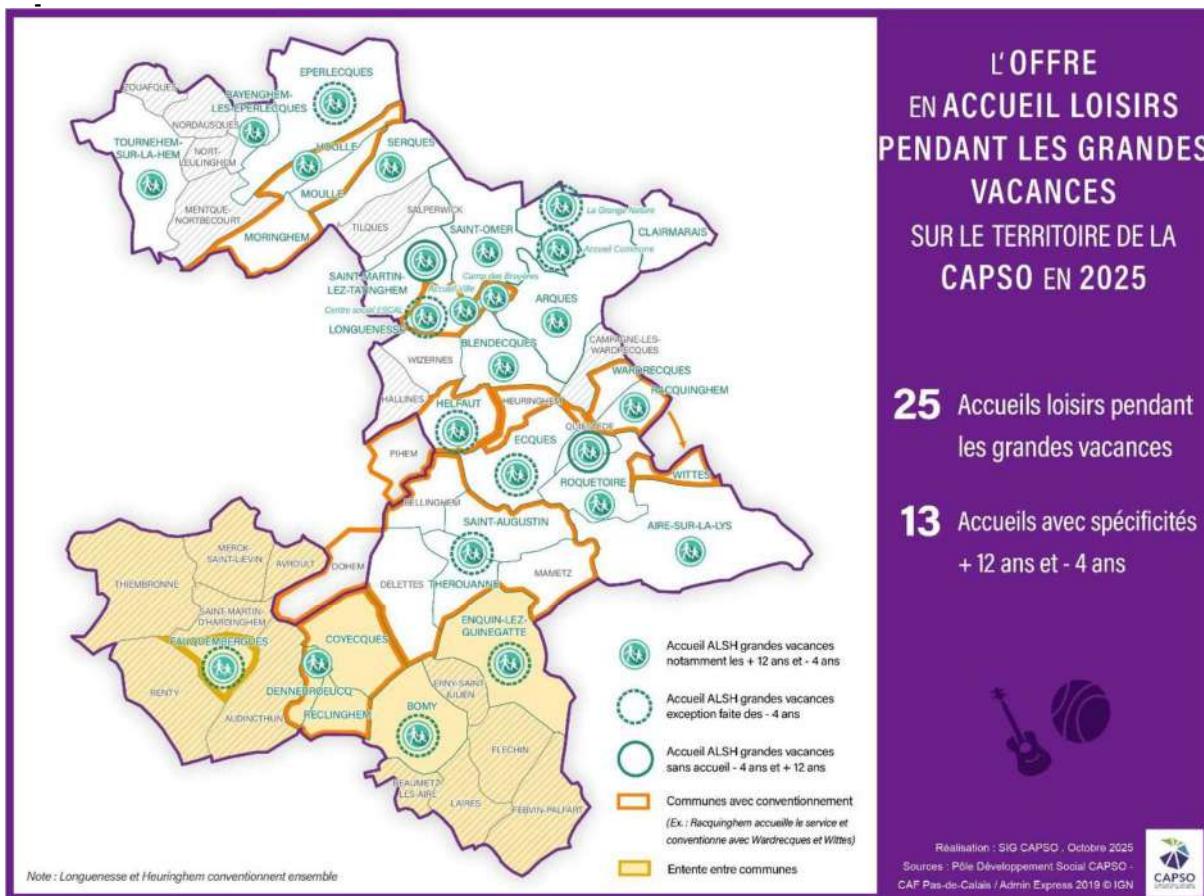 ZOUAFQUES
EPERLECQUES
BAYENGHEM-
LES-EPERLECQUES
NORDAUSQUES
TOURNEHEM-
SUR-LA-HEM
NORT-
LEULINGHEM
HOULLE
SERQUES
MOULLE
MENTQUE-
NORTBECOURT
SALPERWICK
MORINGHEM
TILQUES
SAINT-OMER
La Grange Nature
CLAIRMARAIS
Accueil Commune
SAINT-MARTIN-
LEZ-TATINGHEM
Camp des Bruyères
Accueil Ville
Centre social ESCAL
LONGUENESSE
ARQUES
BLENDECQUES
CAMPAGNE-LES-
WARDRECQUES
WIZERNES
WARDRECQUES
RACQUINGHEM
HALLINES
HELFAUT
HEURINGHEM
QUIESTEDE
ECQUES
PIHEM
WITTES
ROQUETOIRE
BELLINGHEM
SAINT-AUGUSTIN
AIRE-SUR-LA-LYS
MERCK-
SAINT-LIEVIN
AVROULT
DOHEM
THEROUANNE
MAMETZ
DELETTES
THIEMBRONNE
SAINT-MARTIN-
D'HARDINGHEM
FAUQUEMBERGUES
COYECQUES
ENQUIN-LEZ-
GUINEGATTE
RENTY
DENNEBROEUCQ
ERNY-SAINT-
JULIEN
AUDINCTHUN
RECLINGHEM
BOMY
FLECHIN
BEAUMETZ-
LES-AIRE
LAIRES
FEBVIN-PALFART
Accueil ALSH grandes vacances
notamment les + 12 ans et - 4 ans
Accueil ALSH grandes vacances
exception faite des - 4 ans
Accueil ALSH grandes vacances
sans accueil - 4 ans et + 12 ans
Communes avec conventionnement
(Ex. : Racquinghem accueille le service et
conventionne avec Wardrecques et Wittes)
Entente entre communes
Note : Longuenesse et Heuringhem conventionnent ensemble
L'OFFRE
EN ACCUEIL LOISIRS
PENDANT LES GRANDES
VACANCES
SUR LE TERRITOIRE DE LA
CAPSO EN 2025
25 Accueils loisirs pendant
les grandes vacances
13 Accueils avec spécificités
+ 12 ans et - 4 ans
Réalisation : SIG CAPSO . Octobre 2025
Sources : Pôle Développement Social CAPSO -
CAF Pas-de-Calais / Admin Express 2019 © IGN
CAPSO